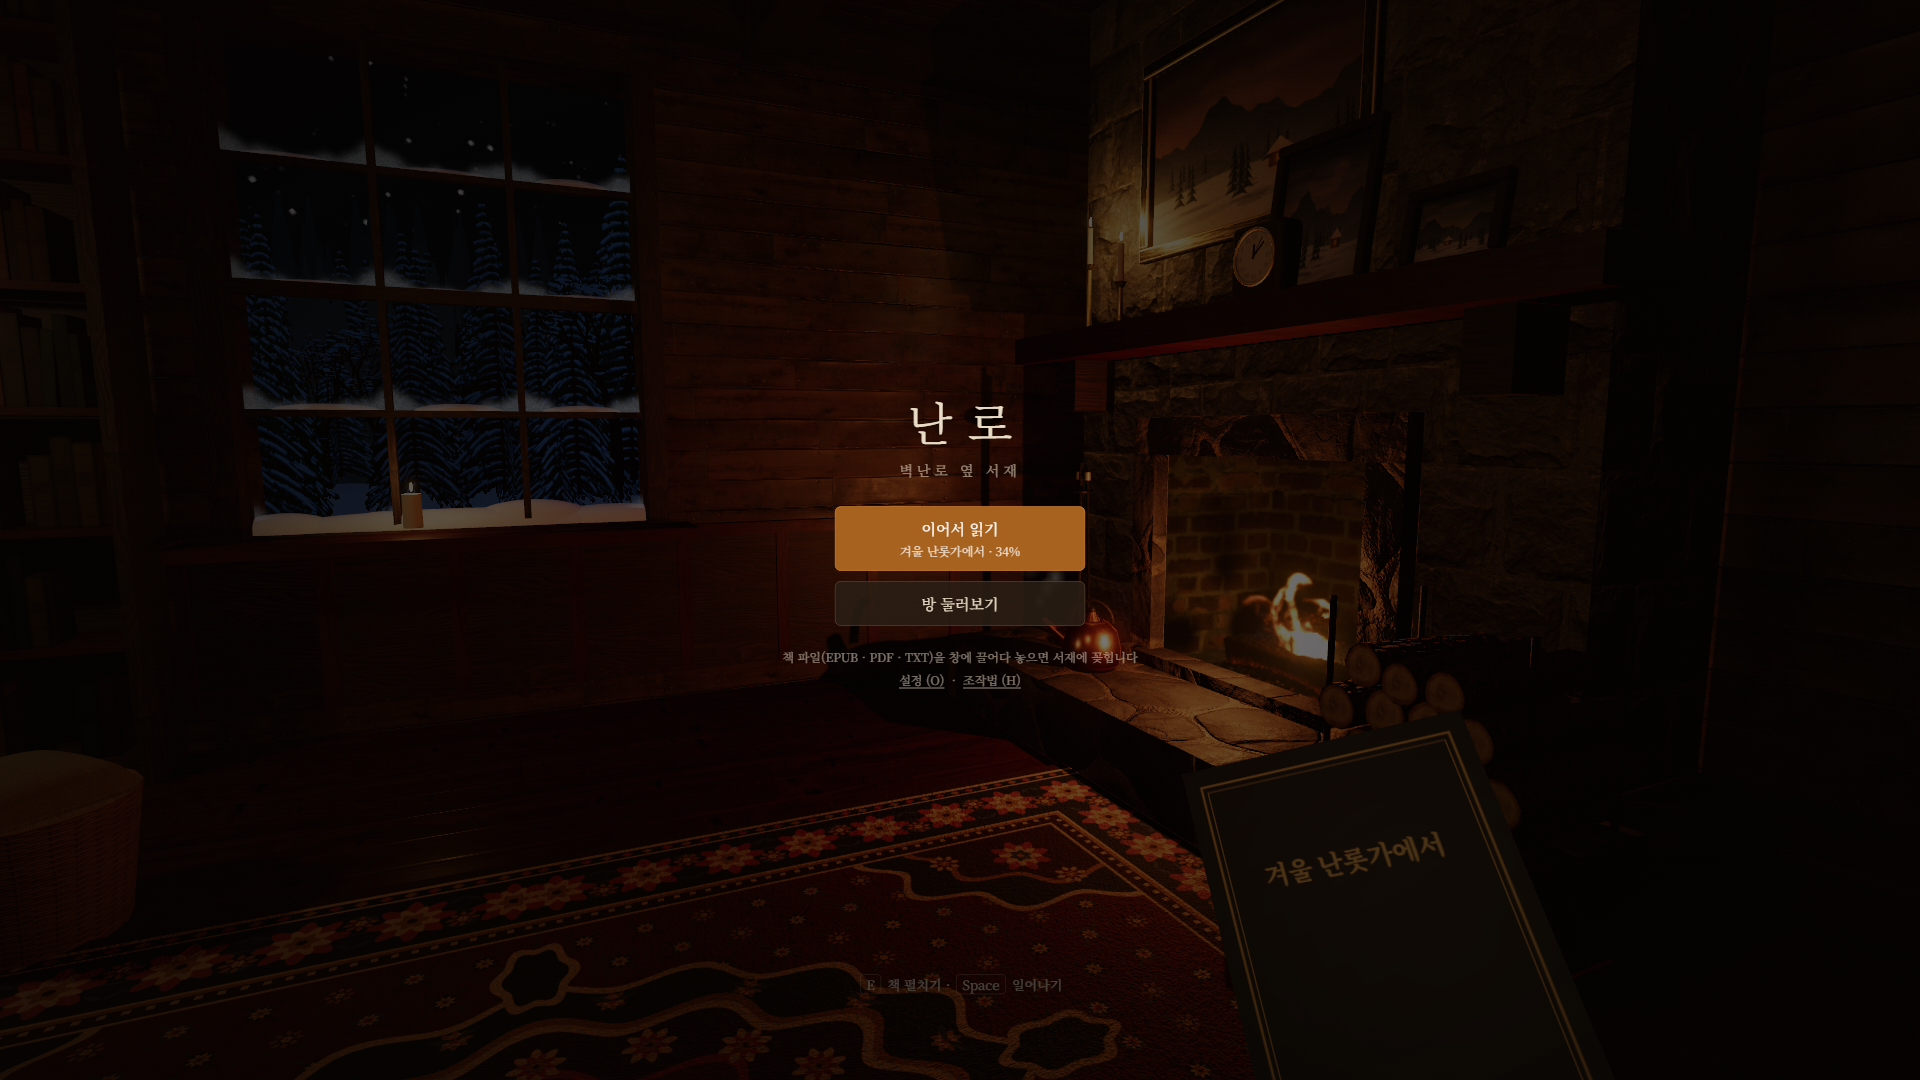 난로
벽난로 옆 서재
이어서 읽기
겨울 난롯가에서 · 34%
방 둘러보기
책 파일(EPUB · PDF · TXT)을 창에 끌어다 놓으면 서재에 꽂힙니다
설정 (O) · 조작법 (H)
겨울 난롯가에서
E 책 펼치기 · Space 일어나기